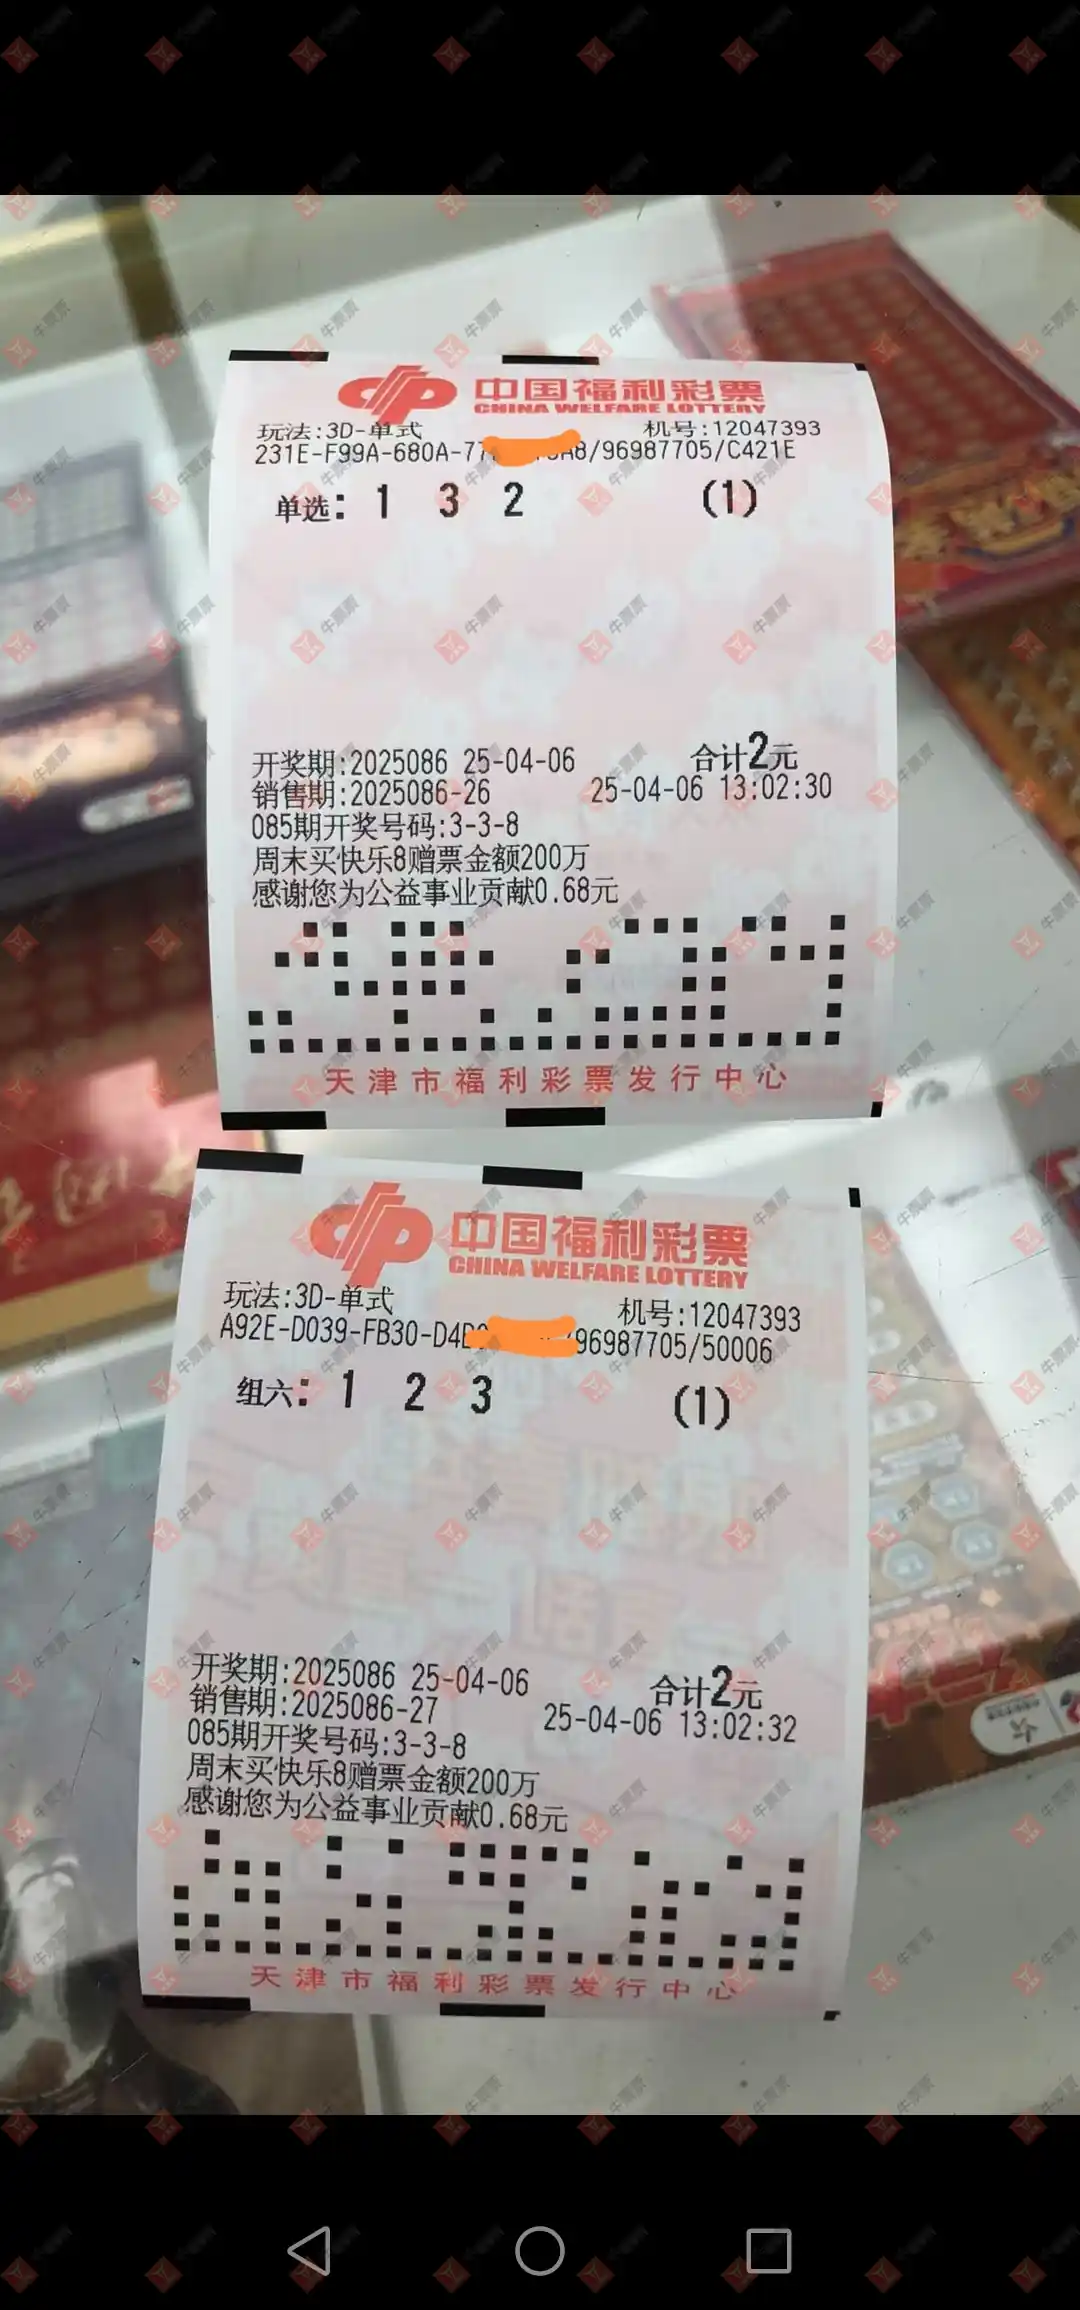 中国福利彩票
CHINA WELFARE LOTTERY
玩法:3D-单式 机号:12047393
231E-F99A-680A-77 A8/96987705/C421E
单选: 1 3 2 (1)
开奖期:2025086 25-04-06 合计2元
销售期:2025086-26 25-04-06 13:02:30
085期开奖号码:3-3-8
周末买快乐8赠票金额200万
感谢您为公益事业贡献0.68元
天津市福利彩票发行中心
中国福利彩票
CHINA WELFARE LOTTERY
玩法:3D-单式 机号:12047393
A92E-D039-FB30-D4 /96987705/50006
组六: 1 2 3 (1)
开奖期:2025086 25-04-06 合计2元
销售期:2025086-27 25-04-06 13:02:32
085期开奖号码:3-3-8
周末买快乐8赠票金额200万
感谢您为公益事业贡献0.68元
天津市福利彩票发行中心
牛票票